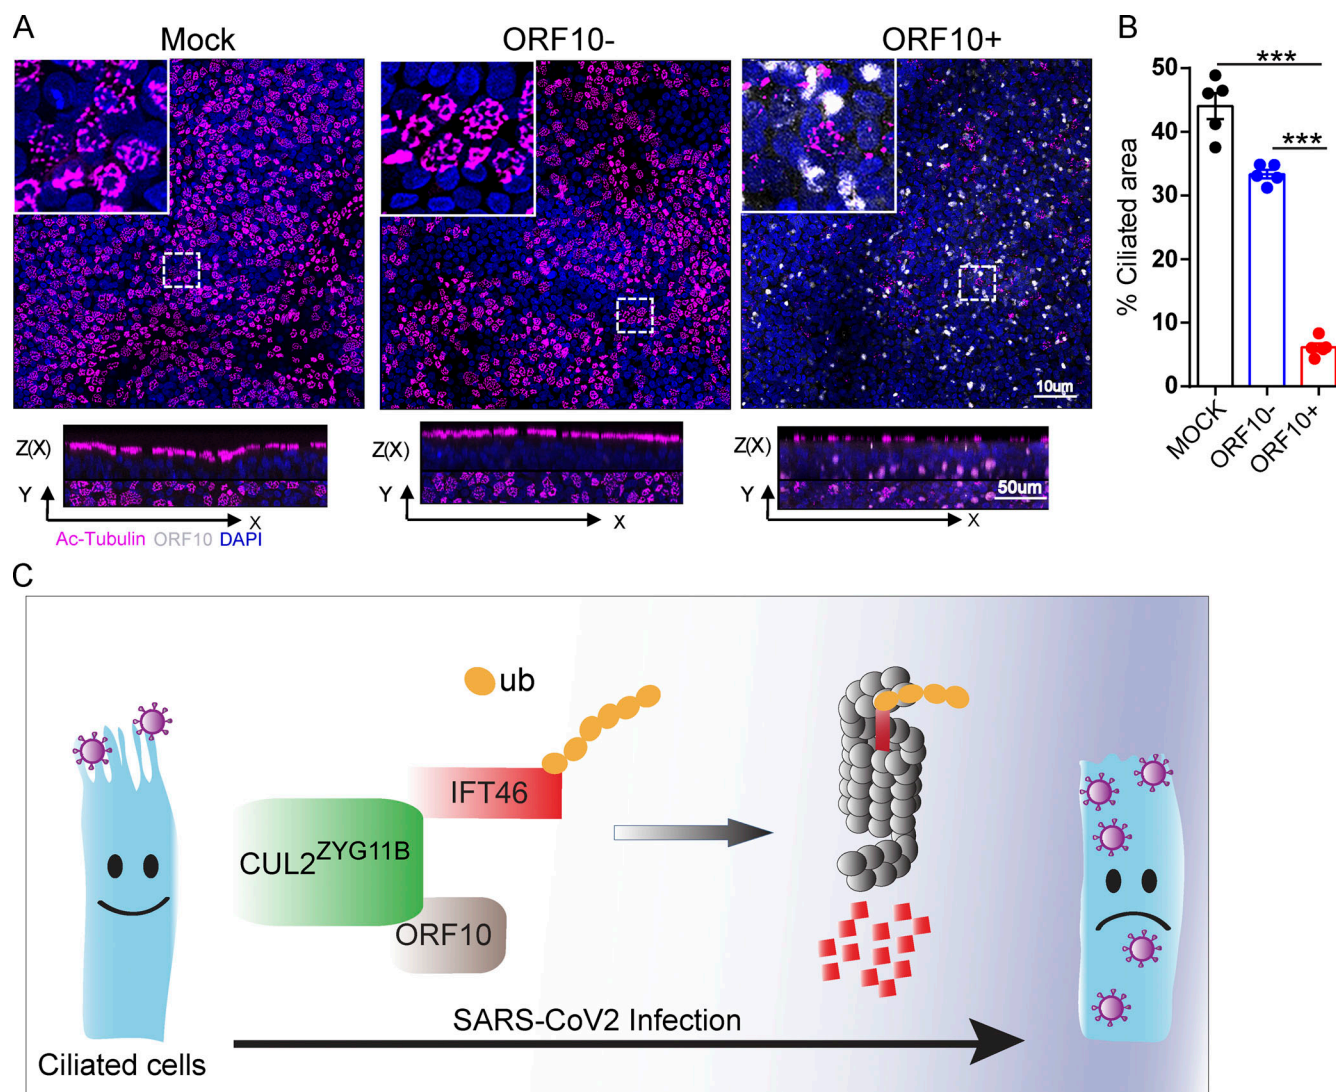 A
Mock
ORF10-
ORF10+
10um
Z(X)
Y
X
Z(X)
Y
X
Z(X)
Y
X
50um
Ac-Tubulin ORF10 DAPI
B
% Ciliated area
50
40
30
20
10
0
***
***
MOCK
ORF10-
ORF10+
C
ub
IFT46
CUL2ZYG11B
ORF10
SARS-CoV2 Infection
Ciliated cells